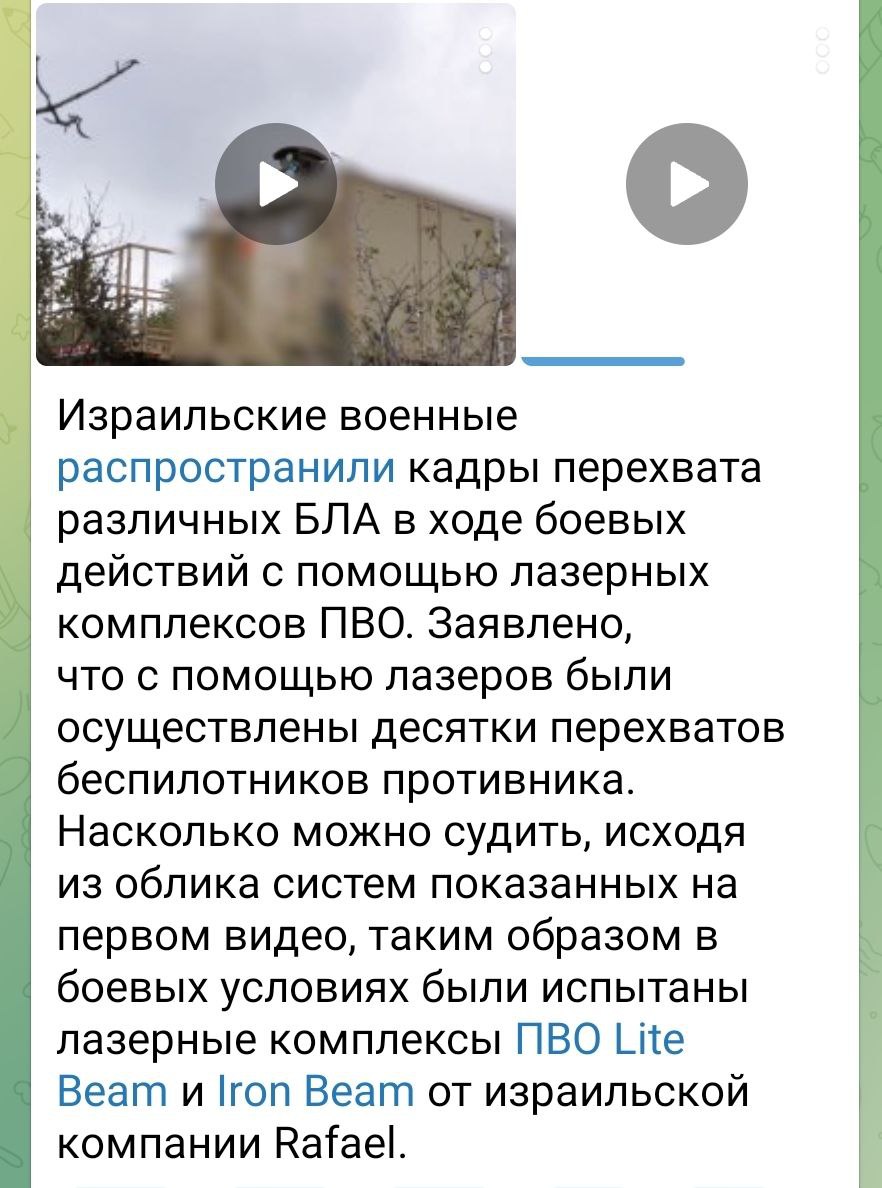 Израильские военные
распространили кадры перехвата
различных БЛА в ходе боевых
действий с помощью лазерных
комплексов ПВО. Заявлено,
что с помощью лазеров были
осуществлены десятки перехватов
беспилотников противника.
Насколько можно судить, исходя
из облика систем показанных на
первом видео, таким образом в
боевых условиях были испытаны
лазерные комплексы ПВО Lite
Beam и Iron Beam от израильской
компании Rafael.